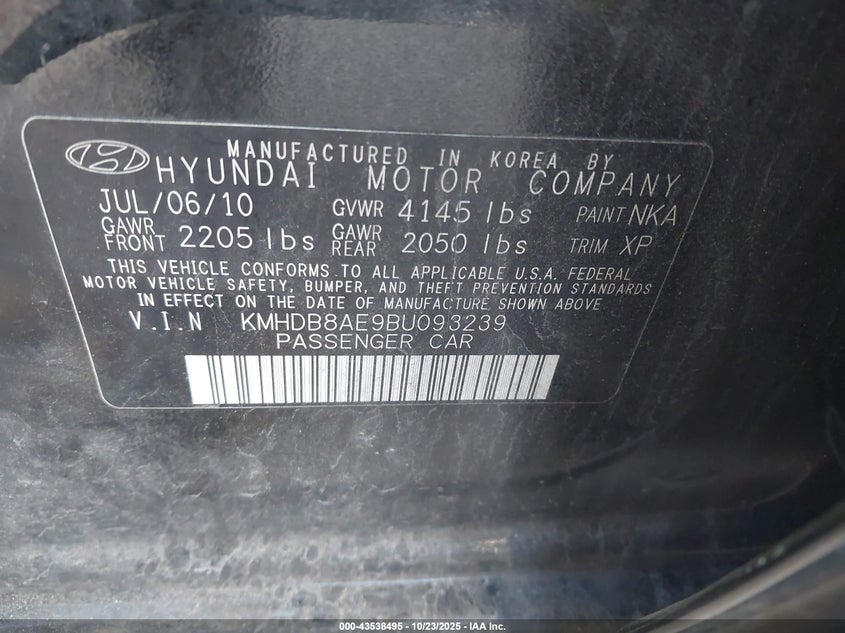 MANUFACTURED IN KOREA BY
HYUNDAI MOTOR COMPANY
JUL/06/10 GVWR 4145 lbs PAINT NKA
GAWR FRONT 2205 lbs GAWR REAR 2050 lbs TRIM XP
THIS VEHICLE CONFORMS TO ALL APPLICABLE U.S.A. FEDERAL
MOTOR VEHICLE SAFETY, BUMPER, AND THEFT PREVENTION STANDARDS
IN EFFECT ON THE DATE OF MANUFACTURE SHOWN ABOVE
V.I.N KMHDB8AE9BU093239
PASSENGER CAR
000-43538495 - 10/23/2025 - IAA Inc.